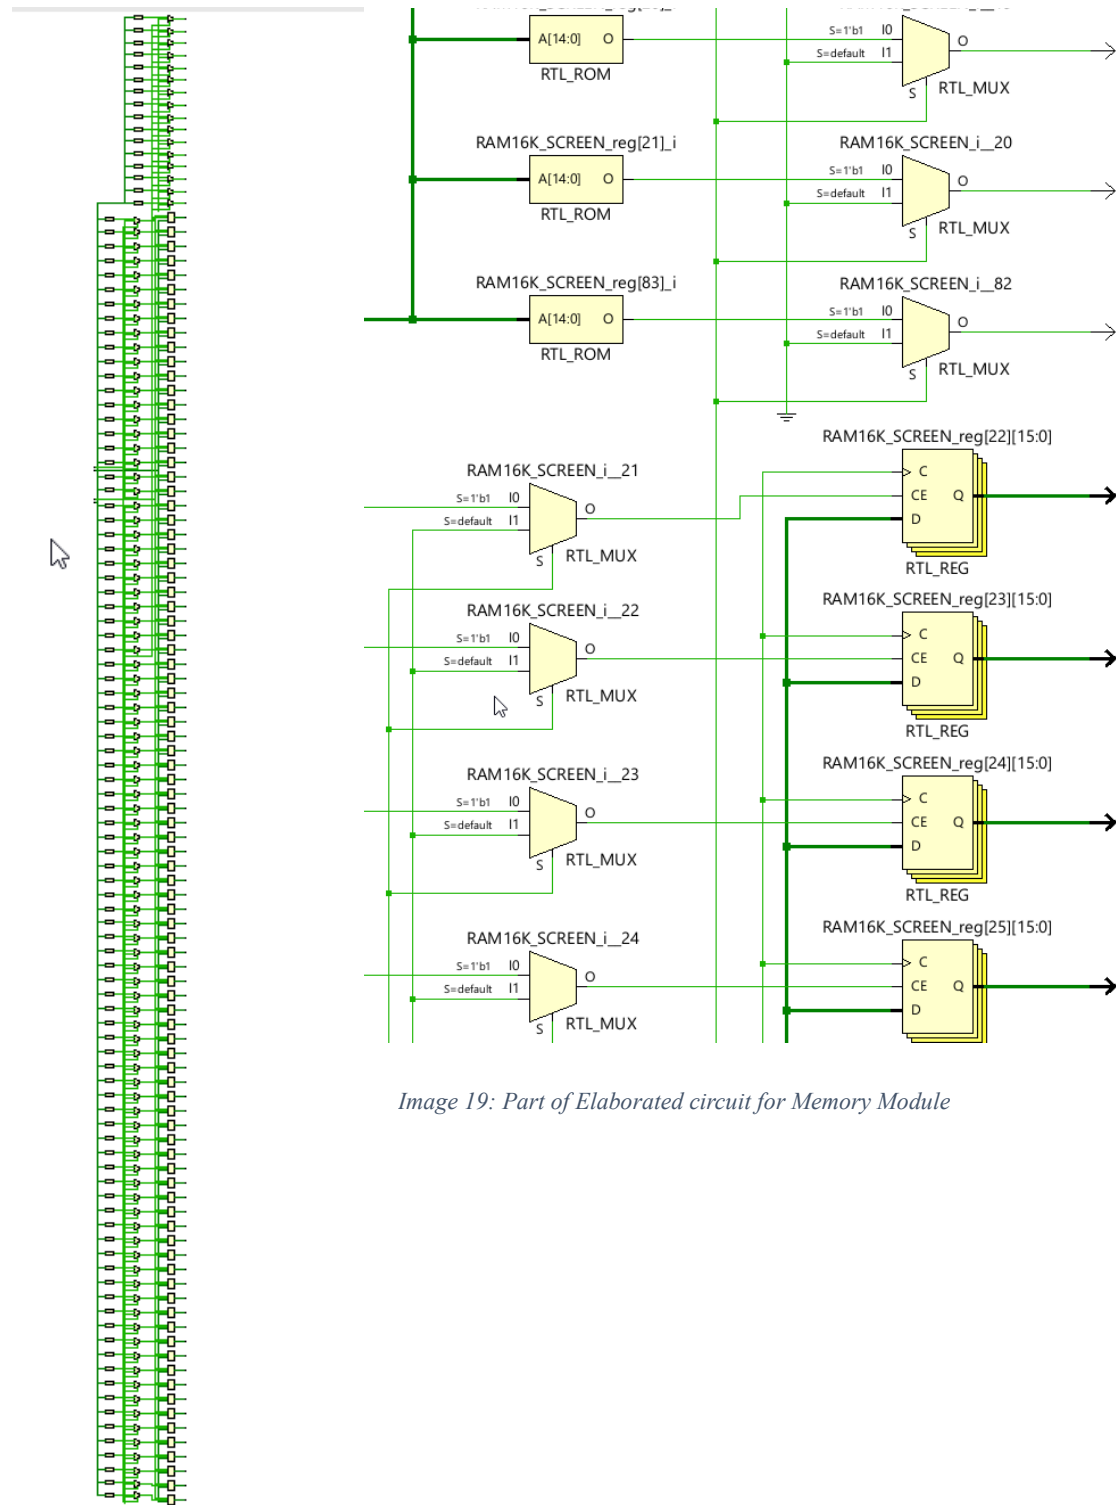 A[14:0] O
RTL_ROM
S=1'b1 I0
S=default I1
O
S
RTL_MUX
RAM16K_SCREEN_reg[21]_i
A[14:0] O
RTL_ROM
RAM16K_SCREEN_i__20
S=1'b1 I0
S=default I1
O
S
RTL_MUX
RAM16K_SCREEN_reg[83]_i
A[14:0] O
RTL_ROM
RAM16K_SCREEN_i__82
S=1'b1 I0
S=default I1
O
S
RTL_MUX
RAM16K_SCREEN_i__21
S=1'b1 I0
S=default I1
O
S
RTL_MUX
RAM16K_SCREEN_reg[22][15:0]
C
CE Q
D
RTL_REG
RAM16K_SCREEN_i__22
S=1'b1 I0
S=default I1
O
S
RTL_MUX
RAM16K_SCREEN_reg[23][15:0]
C
CE Q
D
RTL_REG
RAM16K_SCREEN_i__23
S=1'b1 I0
S=default I1
O
S
RTL_MUX
RAM16K_SCREEN_reg[24][15:0]
C
CE Q
D
RTL_REG
RAM16K_SCREEN_i__24
S=1'b1 I0
S=default I1
O
S
RTL_MUX
RAM16K_SCREEN_reg[25][15:0]
C
CE Q
D
Image 19: Part of Elaborated circuit for Memory Module